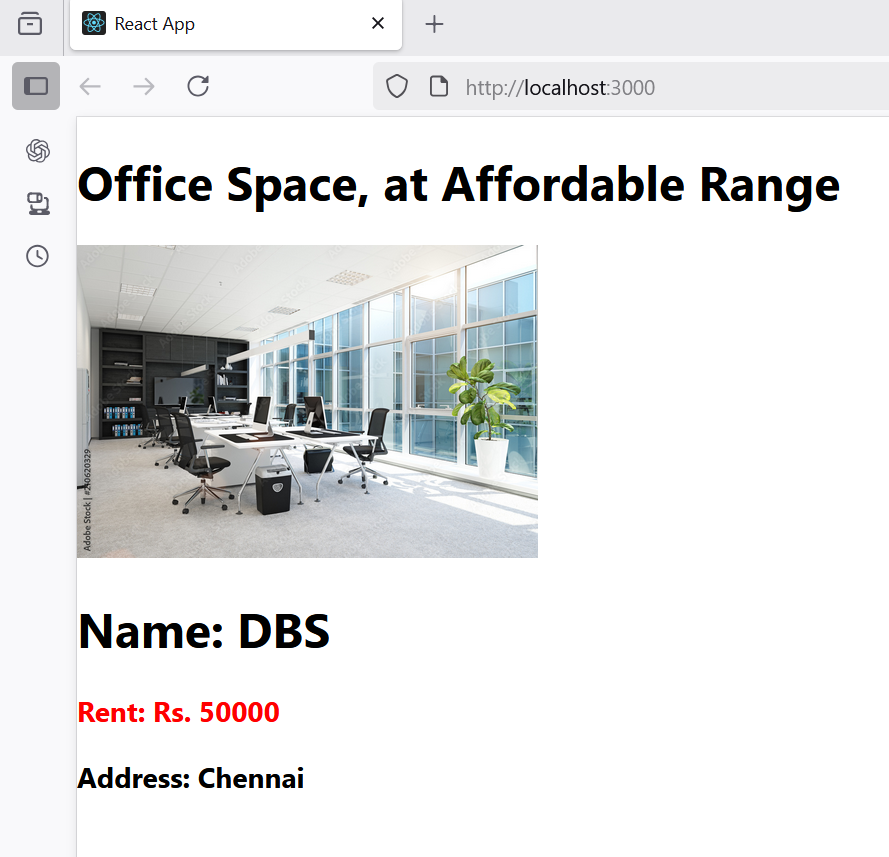 React App
http://localhost:3000
Office Space, at Affordable Range
Adobe Stock | #240620329
Name: DBS
Rent: Rs. 50000
Address: Chennai